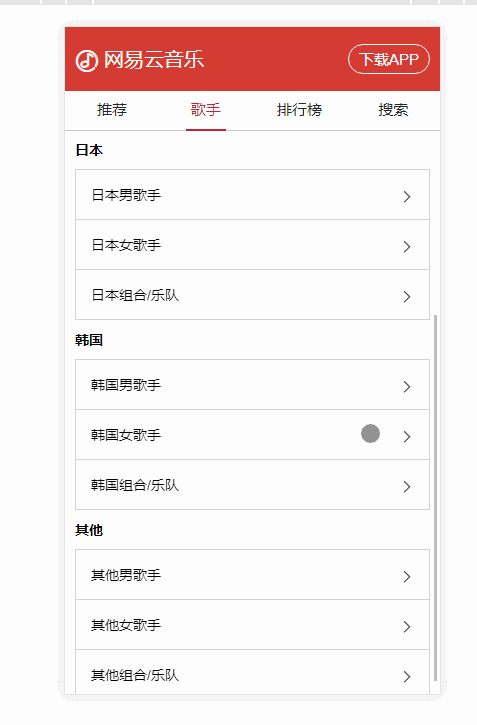 网易云音乐 下载APP
推荐 歌手 排行榜 搜索
日本
日本男歌手
日本女歌手
日本组合/乐队
韩国
韩国男歌手
韩国女歌手
韩国组合/乐队
其他
其他男歌手
其他女歌手
其他组合/乐队